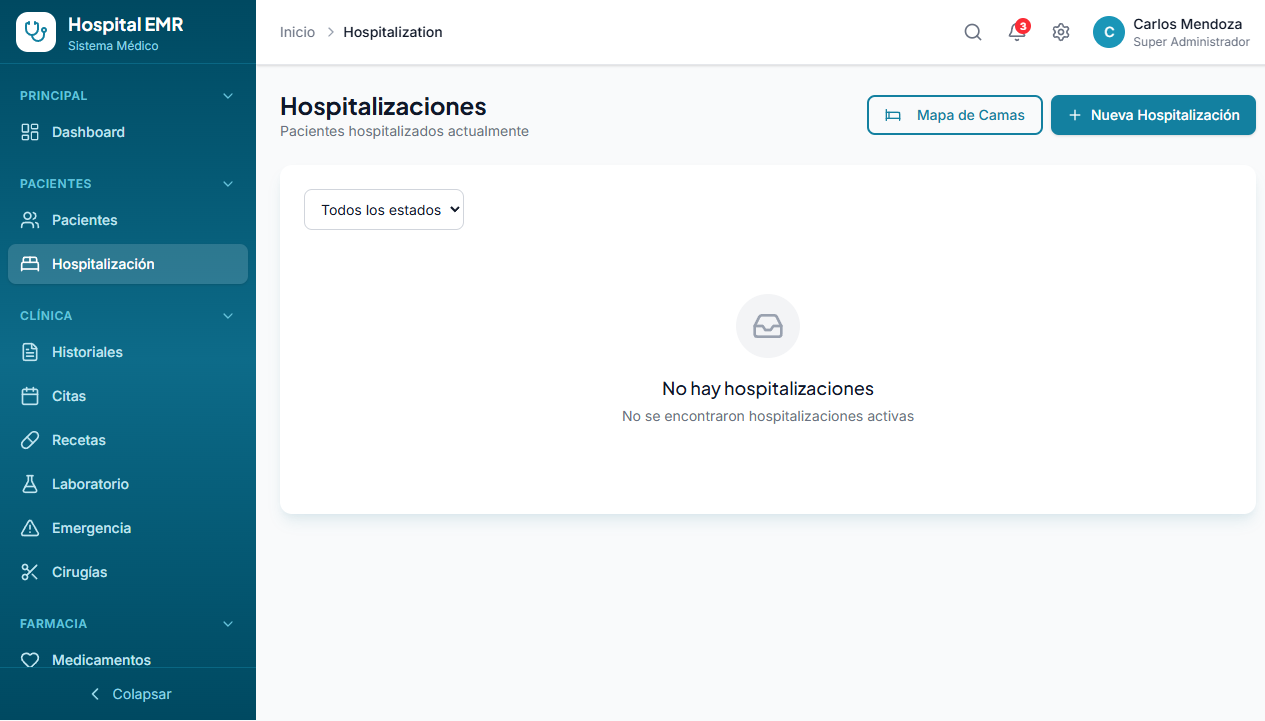 Hospital EMR
Sistema Médico
PRINCIPAL
Dashboard
PACIENTES
Pacientes
Hospitalización
CLÍNICA
Historiales
Citas
Recetas
Laboratorio
Emergencia
Cirugías
FARMACIA
Medicamentos
Colapsar
Inicio
Hospitalization
3
C
Carlos Mendoza
Super Administrador
Hospitalizaciones
Pacientes hospitalizados actualmente
Mapa de Camas
Nueva Hospitalización
Todos los estados
No hay hospitalizaciones
No se encontraron hospitalizaciones activas